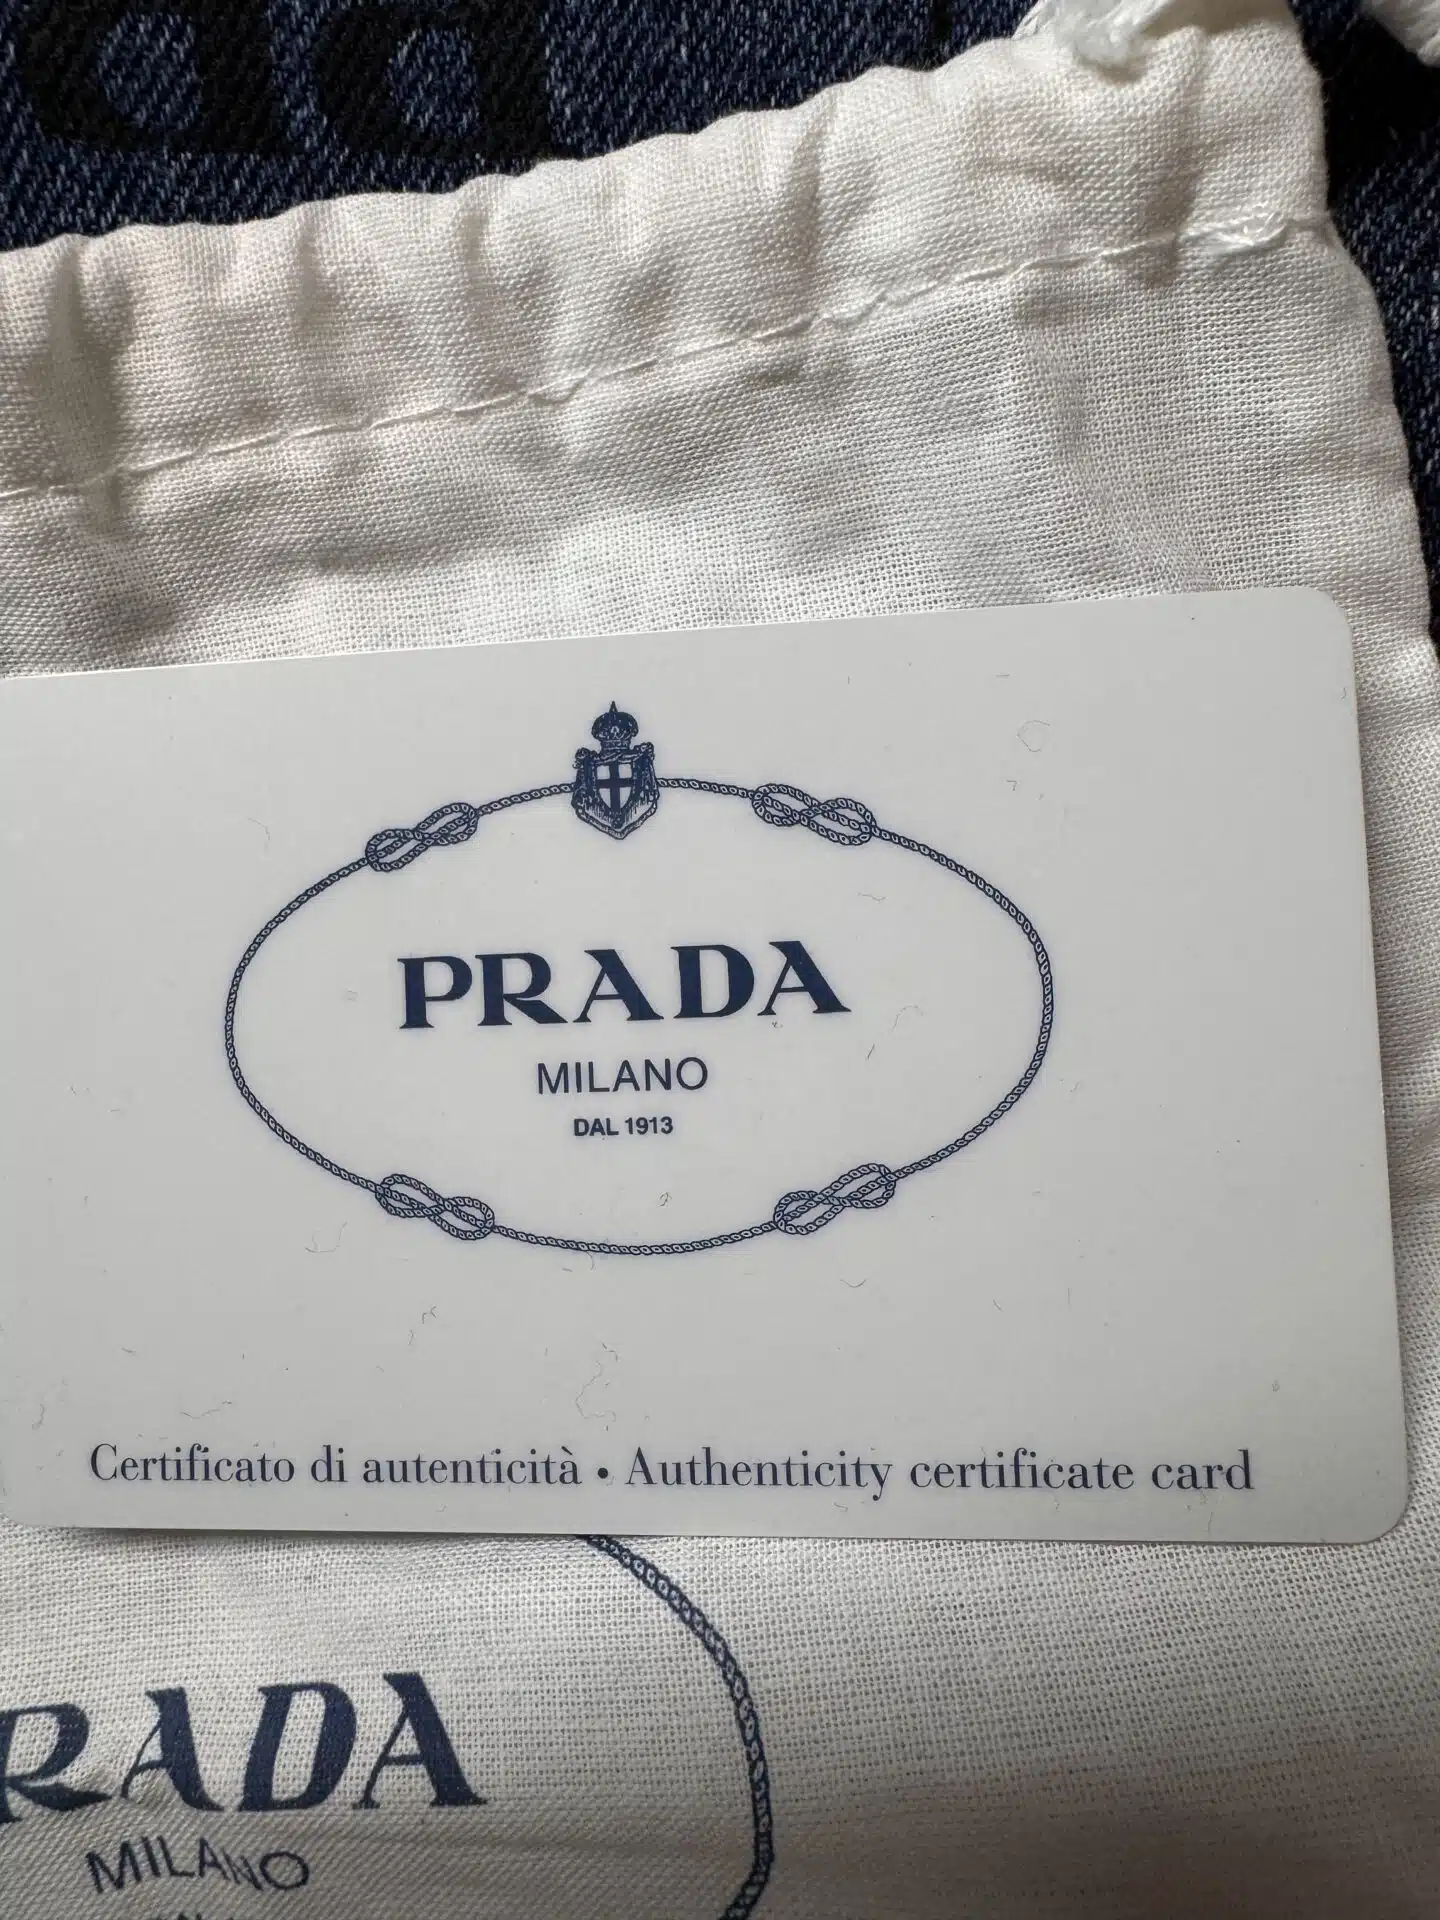 PRADA
MILANO
DAL 1913
Certificato di autenticità • Authenticity certificate card
RADA
MILANO